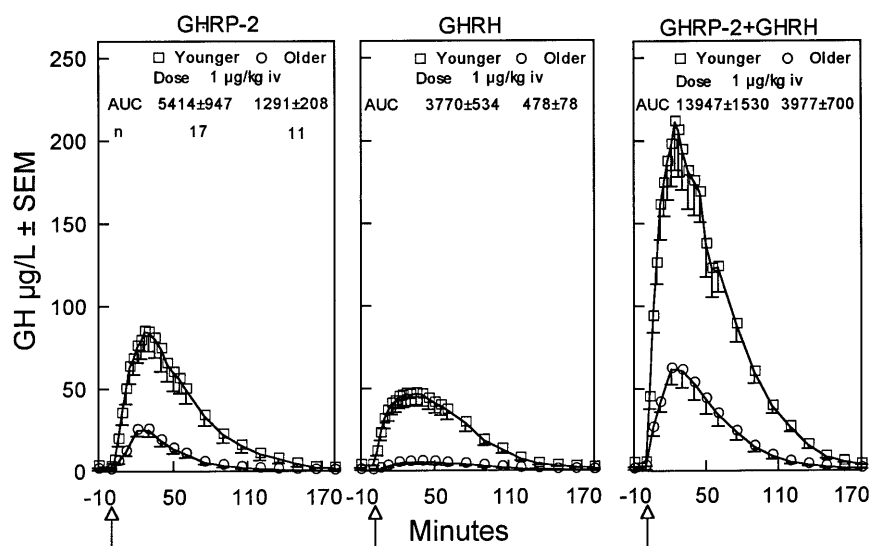 GHRP-2 GHRH GHRP-2+GHRH
250
200
150
100
50
0
GH µg/L ± SEM
□ Younger ○ Older
Dose 1 µg/kg iv
AUC 5414±947 1291±208
n 17 11
-10 50 110 170
□ Younger ○ Older
Dose 1 µg/kg iv
AUC 3770±534 478±78
-10 50 110 170
□ Younger ○ Older
Dose 1 µg/kg iv
AUC 13947±1530 3977±700
-10 50 110 170
Minutes